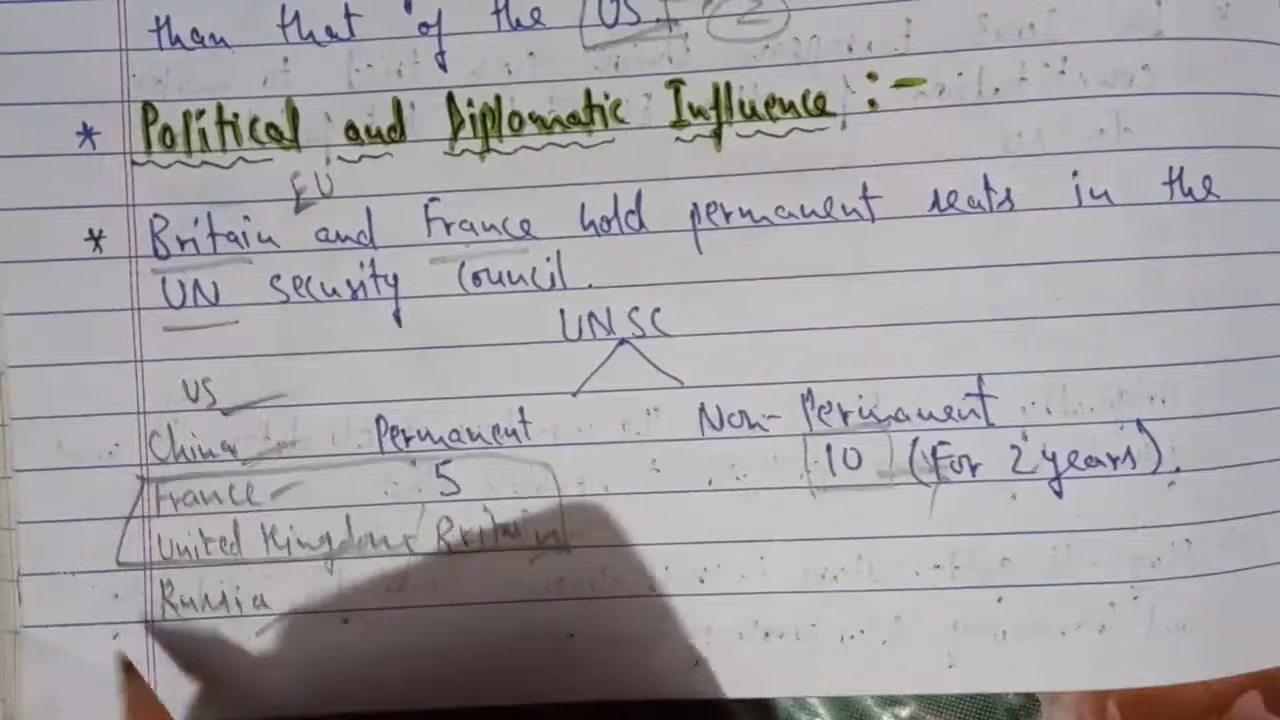 than that of the US. 2
* Political and Diplomatic Influence :-
EU
* Britain and France hold permanent seats in the
UN security Council.
UNSC
US
China Permanent Non-Permanent
France 5 10 (For 2 years).
United Kingdom/Britain
Russia